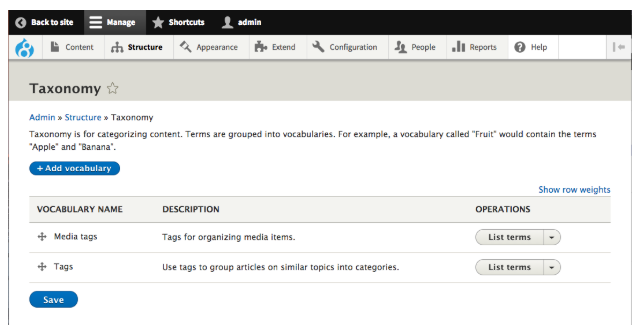 Back to site Manage Shortcuts admin
Content Structure Appearance Extend Configuration People Reports Help
Taxonomy
Admin » Structure » Taxonomy
Taxonomy is for categorizing content. Terms are grouped into vocabularies. For example, a vocabulary called "Fruit" would contain the terms
"Apple" and "Banana".
+ Add vocabulary
Show row weights
VOCABULARY NAME DESCRIPTION OPERATIONS
Media tags Tags for organizing media items. List terms
Tags Use tags to group articles on similar topics into categories. List terms
Save